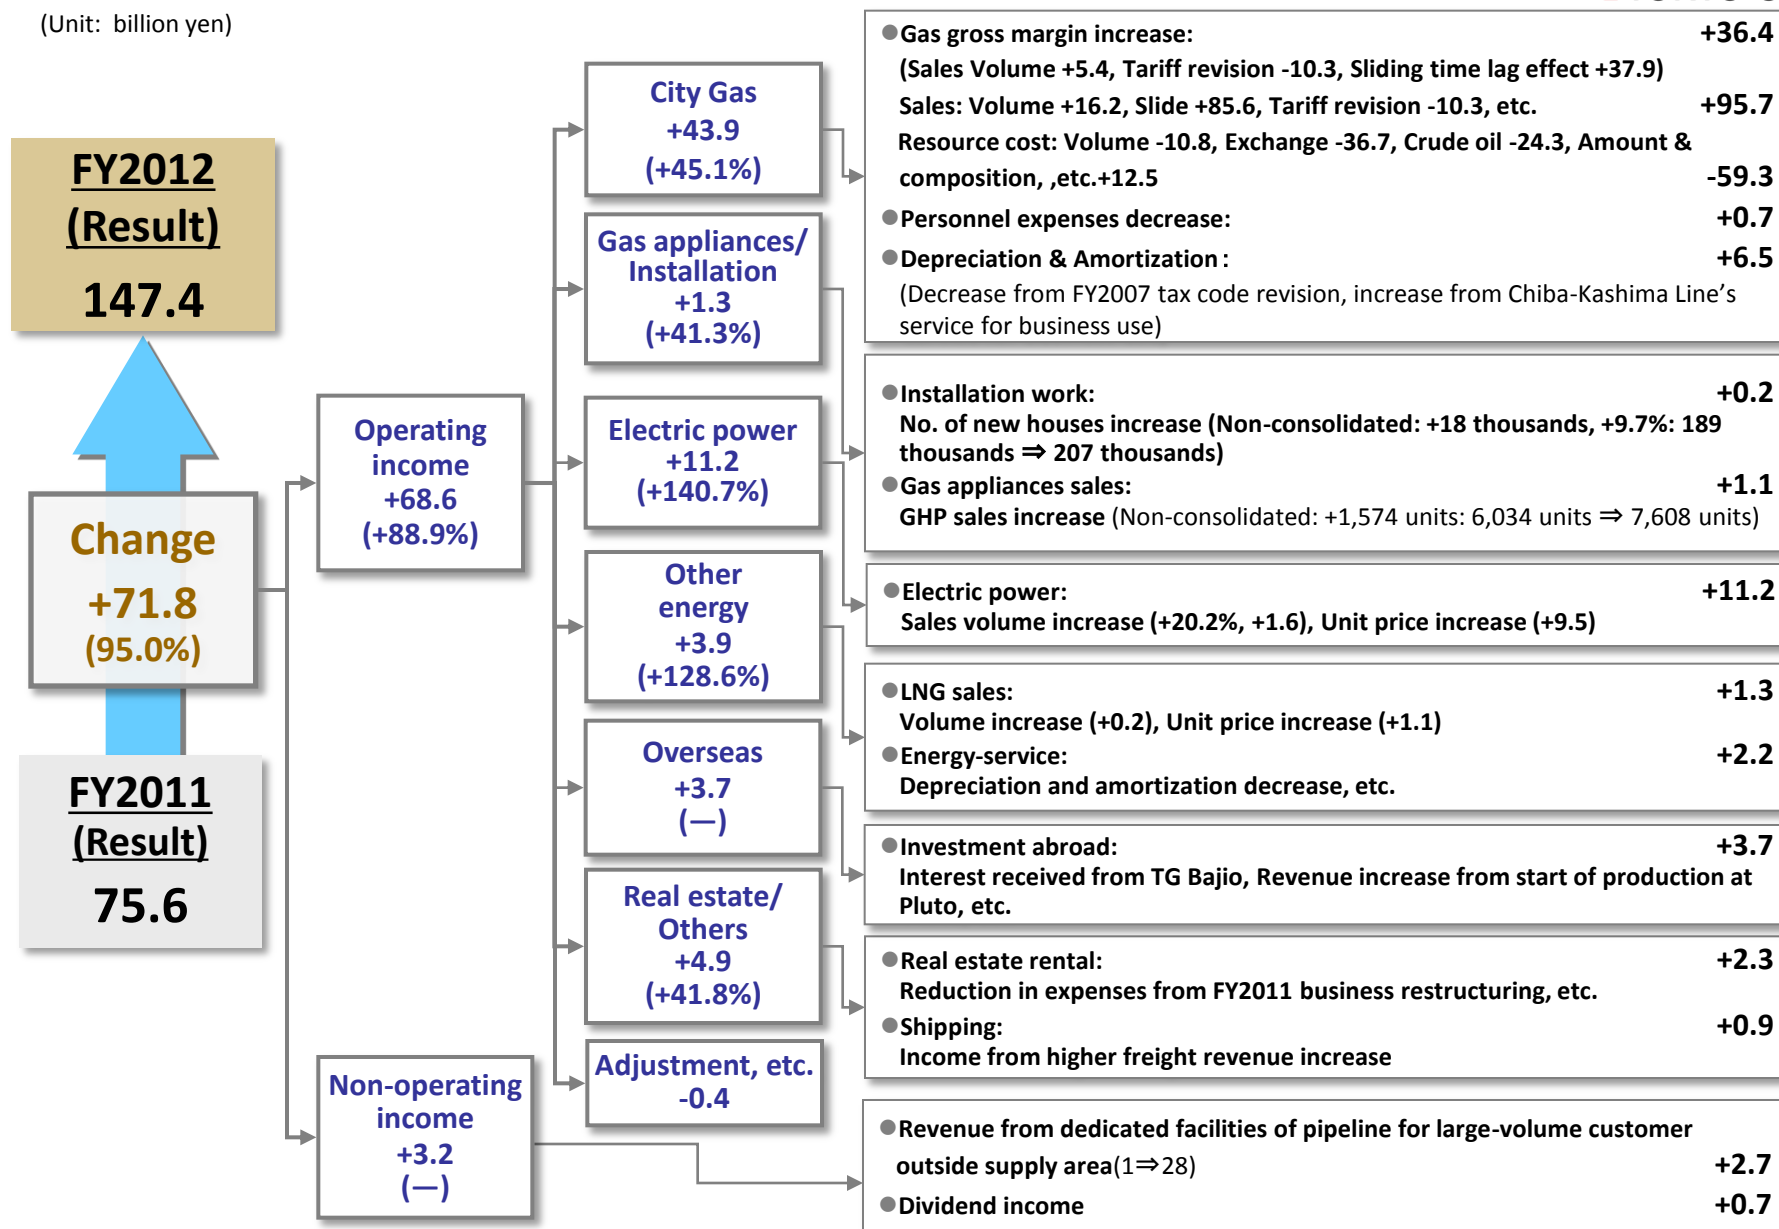 (Unit:  billion yen)
FY2012
(Result)
147.4
Change
+71.8
(95.0%)
FY2011
(Result)
75.6
Operating
income
+68.6
(+88.9%)
Non-operating
income
+3.2
(—)
City Gas
+43.9
(+45.1%)
Gas appliances/
Installation
+1.3
(+41.3%)
Electric power
+11.2
(+140.7%)
Other
energy
+3.9
(+128.6%)
Overseas
+3.7
(—)
Real estate/
Others
+4.9
(+41.8%)
Adjustment, etc.
-0.4
●Gas gross margin increase: +36.4
(Sales Volume +5.4, Tariff revision -10.3, Sliding time lag effect +37.9)
Sales: Volume +16.2, Slide +85.6, Tariff revision -10.3, etc. +95.7
Resource cost: Volume -10.8, Exchange -36.7, Crude oil -24.3, Amount &
composition, ,etc.+12.5 -59.3
●Personnel expenses decrease: +0.7
●Depreciation & Amortization : +6.5
(Decrease from FY2007 tax code revision, increase from Chiba-Kashima Line’s
service for business use)
●Installation work: +0.2
No. of new houses increase (Non-consolidated: +18 thousands, +9.7%: 189
thousands ⇒ 207 thousands)
●Gas appliances sales: +1.1
GHP sales increase (Non-consolidated: +1,574 units: 6,034 units ⇒ 7,608 units)
●Electric power: +11.2
Sales volume increase (+20.2%, +1.6), Unit price increase (+9.5)
●LNG sales: +1.3
Volume increase (+0.2), Unit price increase (+1.1)
●Energy-service: +2.2
Depreciation and amortization decrease, etc.
●Investment abroad: +3.7
Interest received from TG Bajio, Revenue increase from start of production at
Pluto, etc.
●Real estate rental: +2.3
Reduction in expenses from FY2011 business restructuring, etc.
●Shipping: +0.9
Income from higher freight revenue increase
●Revenue from dedicated facilities of pipeline for large-volume customer
outside supply area(1⇒28) +2.7
●Dividend income +0.7